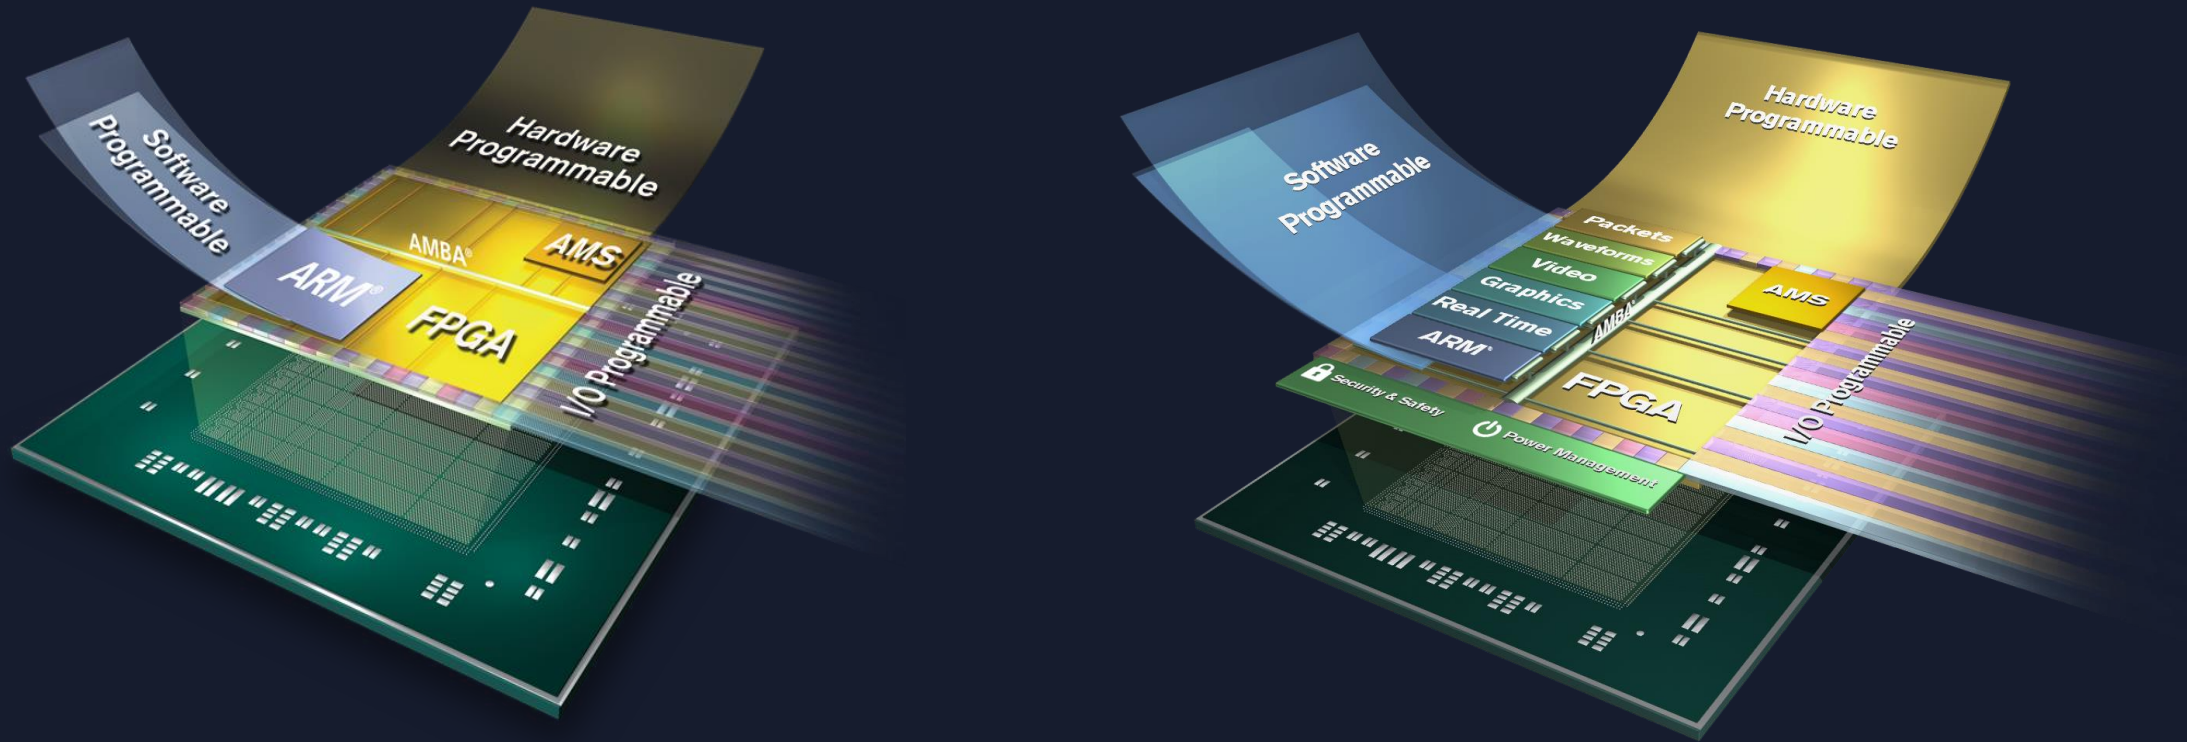 Software
Programmable
Hardware
Programmable
AMBA®
AMS
ARM®
FPGA
I/O Programmable
Software
Programmable
Hardware
Programmable
Packets
Waveforms
Video
Graphics
Real Time
ARM®
AMBA®
AMS
FPGA
I/O Programmable
Security & Safety
Power Management